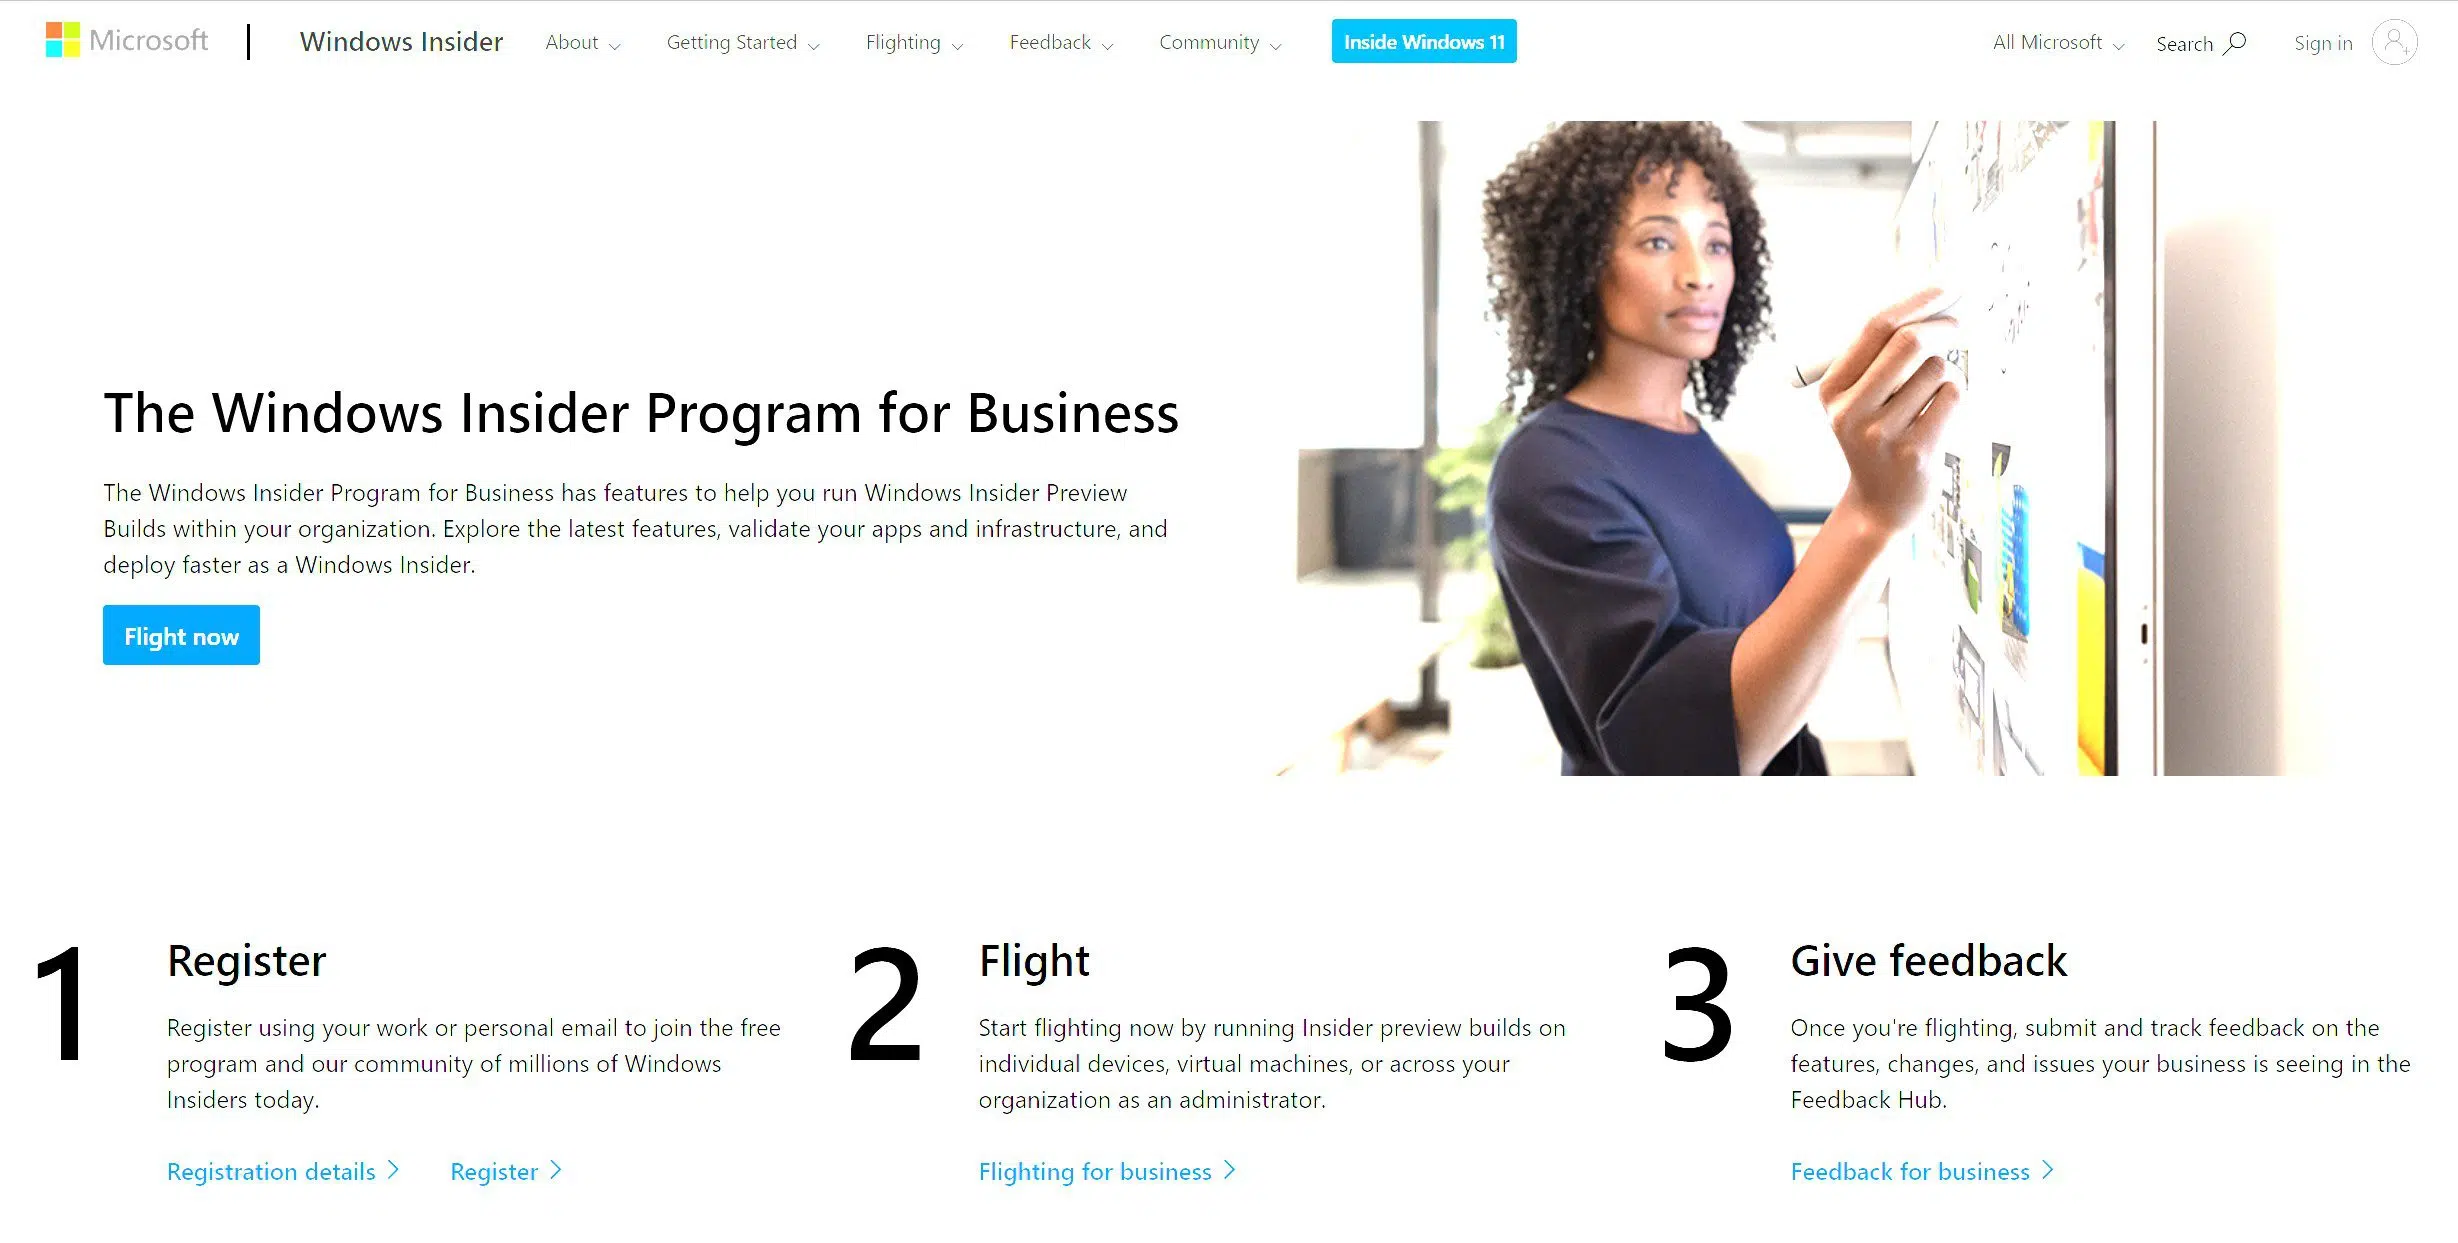 Microsoft
Windows Insider
About
Getting Started
Flighting
Feedback
Community
Inside Windows 11
All Microsoft
Search
Sign in
The Windows Insider Program for Business
The Windows Insider Program for Business has features to help you run Windows Insider Preview
Builds within your organization. Explore the latest features, validate your apps and infrastructure, and
deploy faster as a Windows Insider.
Flight now
1
Register
Register using your work or personal email to join the free
program and our community of millions of Windows
Insiders today.
Registration details
Register
2
Flight
Start flighting now by running Insider preview builds on
individual devices, virtual machines, or across your
organization as an administrator.
Flighting for business
3
Give feedback
Once you're flighting, submit and track feedback on the
features, changes, and issues your business is seeing in the
Feedback Hub.
Feedback for business